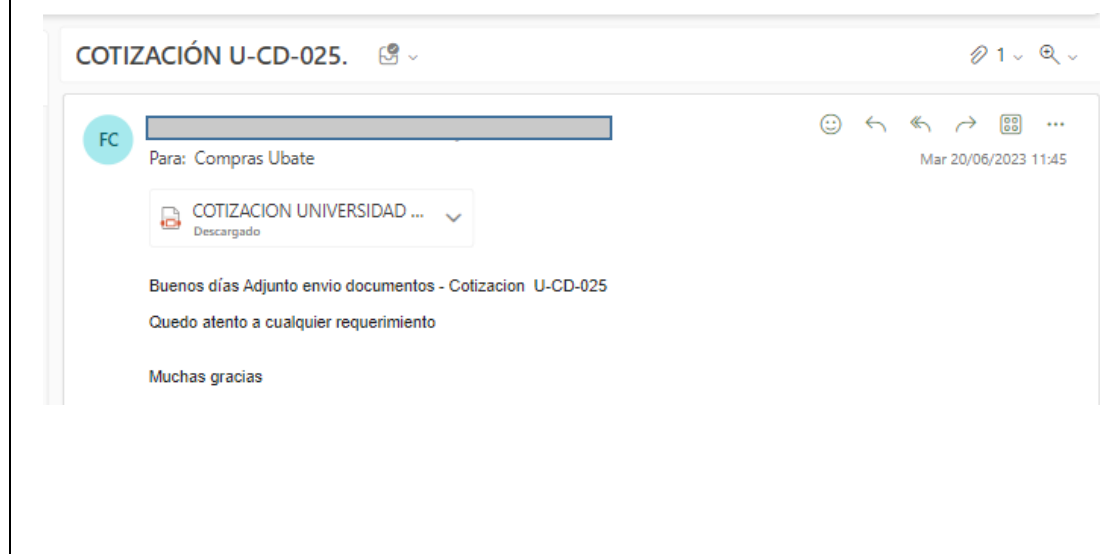 COTIZACIÓN U-CD-025.
1
FC
Para: Compras Ubate
Mar 20/06/2023 11:45
COTIZACION UNIVERSIDAD ...
Descargado
Buenos días Adjunto envio documentos - Cotizacion U-CD-025
Quedo atento a cualquier requerimiento
Muchas gracias